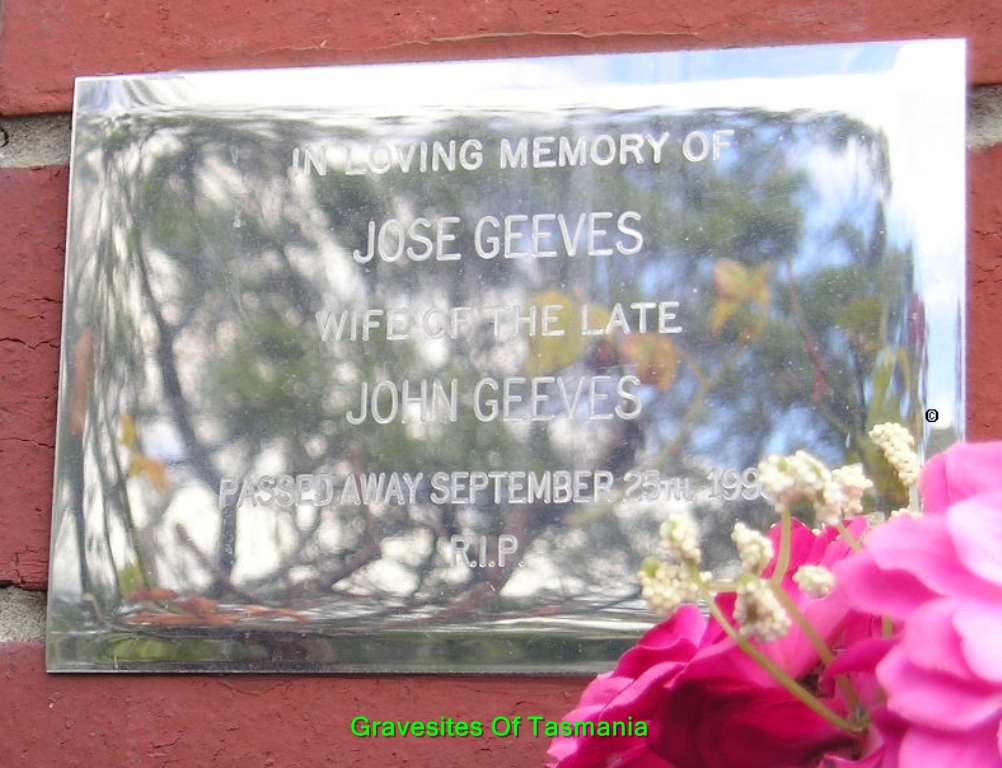 IN LOVING MEMORY OF
JOSE GEEVES
WIFE OF THE LATE
JOHN GEEVES
PASSED AWAY SEPTEMBER 25TH
R.I.P.
©
Gravesites Of Tasmania